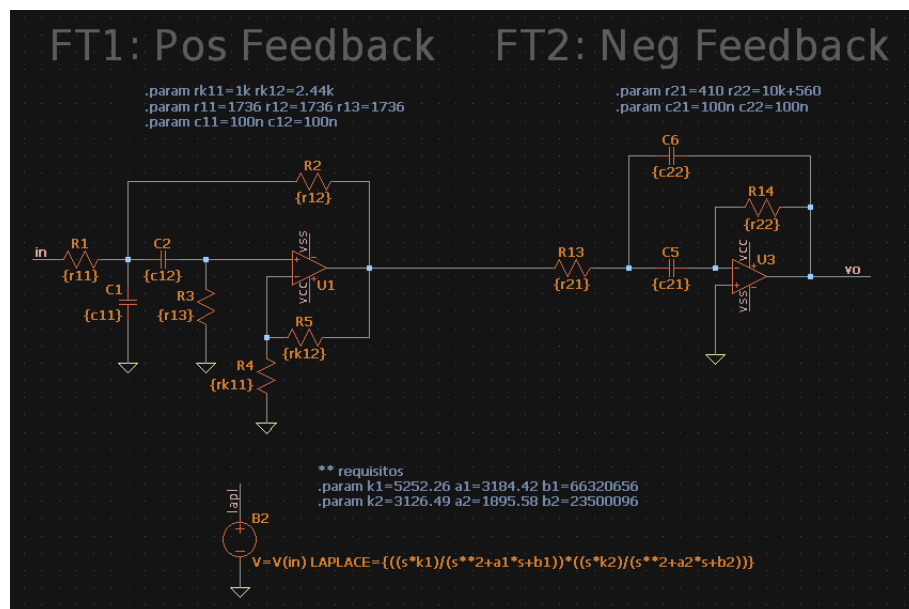 FT1: Pos Feedback
FT2: Neg Feedback
.param rk11=1k rk12=2.44k
.param r11=1736 r12=1736 r13=1736
.param c11=100n c12=100n
.param r21=410 r22=10k+560
.param c21=100n c22=100n
C6
{c22}
R2
{r12}
R14
{r22}
in
R1
{r11}
C2
{c12}
VSS
VCC
U1
C1
{c11}
R3
{r13}
R5
{rk12}
R4
{rk11}
R13
{r21}
C5
{c21}
VCC
VSS
U3
vo
** requisitos
.param k1=5252.26 a1=3184.42 b1=66320656
.param k2=3126.49 a2=1895.58 b2=23500096
lapl
B2
V=V(in) LAPLACE={((s*k1)/(s**2+a1*s+b1))*((s*k2)/(s**2+a2*s+b2))}